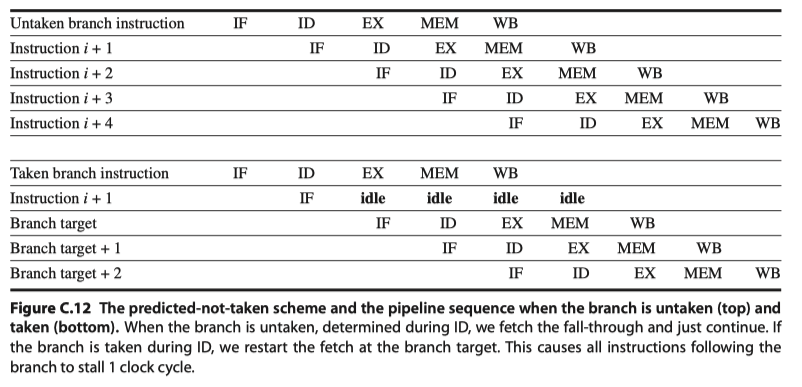 Untaken branch instruction IF ID EX MEM WB
Instruction i + 1 IF ID EX MEM WB
Instruction i + 2 IF ID EX MEM WB
Instruction i + 3 IF ID EX MEM WB
Instruction i + 4 IF ID EX MEM WB
Taken branch instruction IF ID EX MEM WB
Instruction i + 1 IF idle idle idle idle
Branch target IF ID EX MEM WB
Branch target + 1 IF ID EX MEM WB
Branch target + 2 IF ID EX MEM WB
Figure C.12 The predicted-not-taken scheme and the pipeline sequence when the branch is untaken (top) and
taken (bottom). When the branch is untaken, determined during ID, we fetch the fall-through and just continue. If
the branch is taken during ID, we restart the fetch at the branch target. This causes all instructions following the
branch to stall 1 clock cycle.